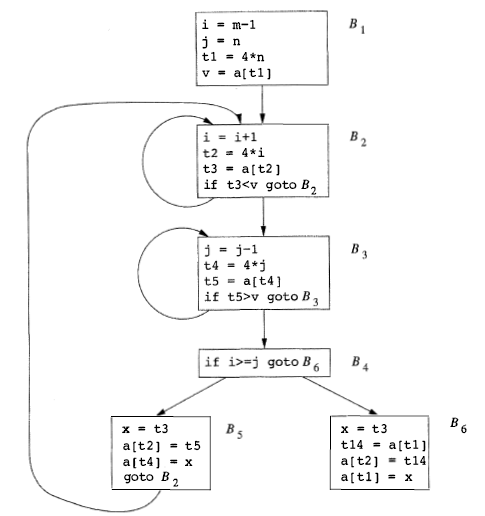 i = m-1
j = n
t1 = 4*n
v = a[t1]
B1
i = i+1
t2 = 4*i
t3 = a[t2]
if t3<v goto B2
B2
j = j-1
t4 = 4*j
t5 = a[t4]
if t5>v goto B3
B3
if i>=j goto B6
B4
x = t3
a[t2] = t5
a[t4] = x
goto B2
B5
x = t3
t14 = a[t1]
a[t2] = t14
a[t1] = x
B6